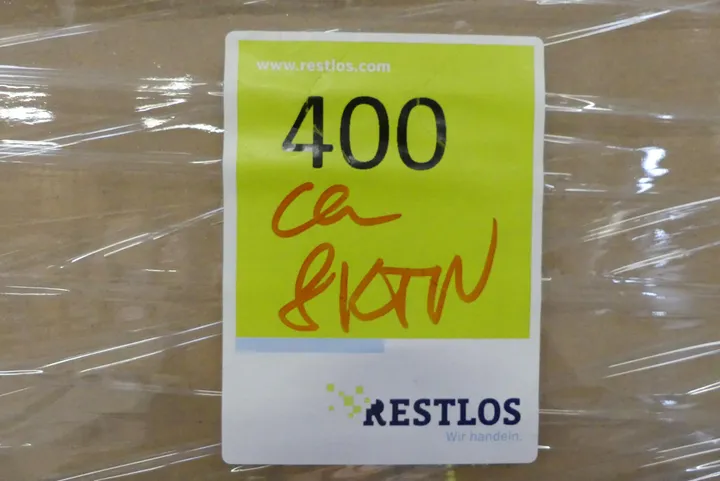 www.restlos.com
400
ca
8KTN
RESTLOS
Wir handeln.